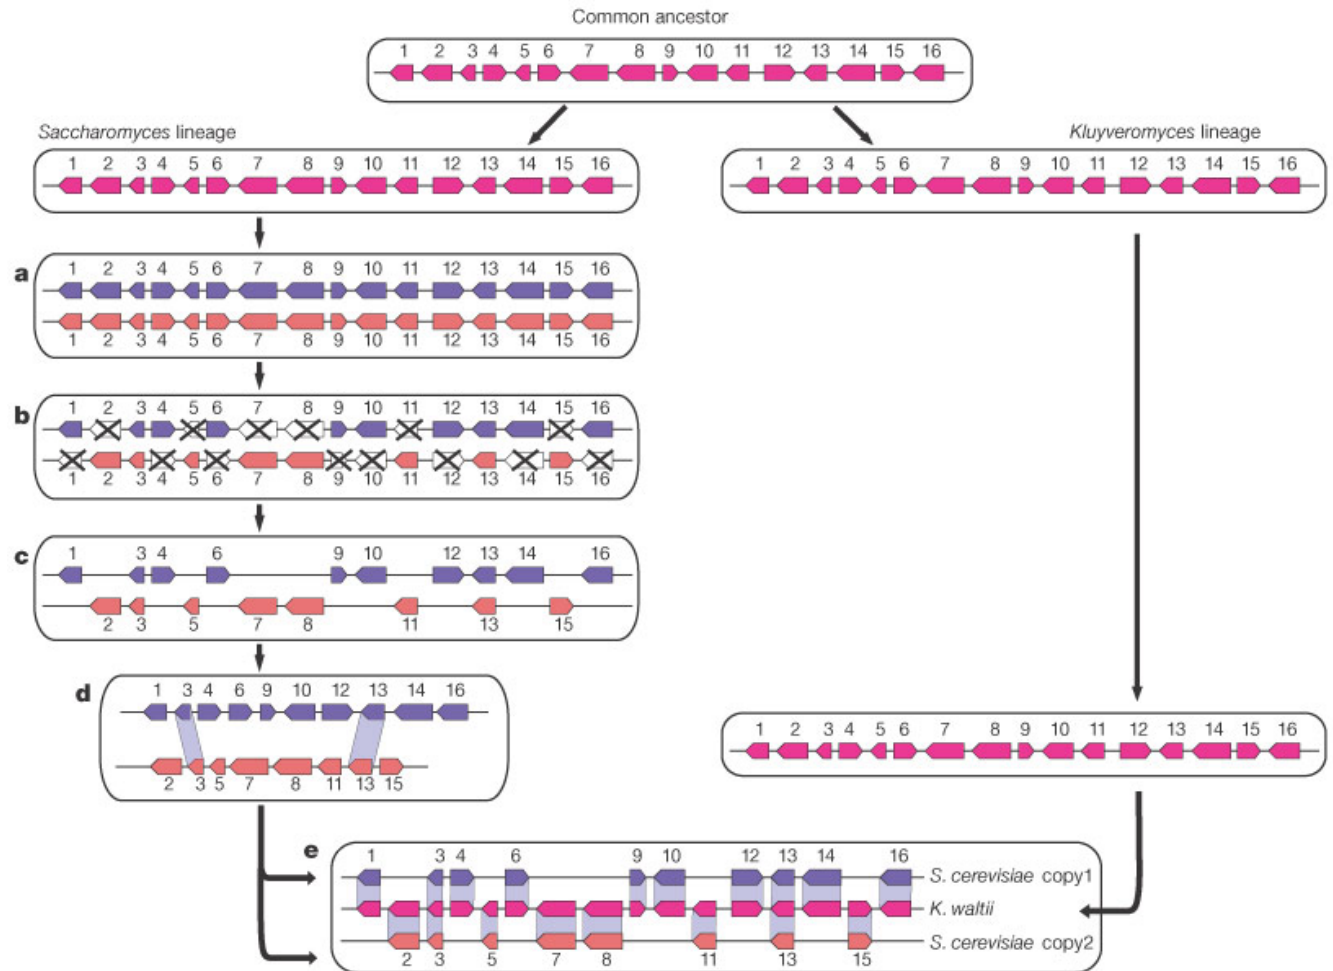 Common ancestor
1 2 3 4 5 6 7 8 9 10 11 12 13 14 15 16
Saccharomyces lineage
Kluyveromyces lineage
1 2 3 4 5 6 7 8 9 10 11 12 13 14 15 16
1 2 3 4 5 6 7 8 9 10 11 12 13 14 15 16
a
1 2 3 4 5 6 7 8 9 10 11 12 13 14 15 16
1 2 3 4 5 6 7 8 9 10 11 12 13 14 15 16
b
1 2 3 4 5 6 7 8 9 10 11 12 13 14 15 16
1 2 3 4 5 6 7 8 9 10 11 12 13 14 15 16
c
1 3 4 6 9 10 12 13 14 16
2 3 5 7 8 11 13 15
d
1 3 4 6 9 10 12 13 14 16
2 3 5 7 8 11 13 15
1 2 3 4 5 6 7 8 9 10 11 12 13 14 15 16
e
1 3 4 6 9 10 12 13 14 16
S. cerevisiae copy1
K. waltii
S. cerevisiae copy2
2 3 5 7 8 11 13 15